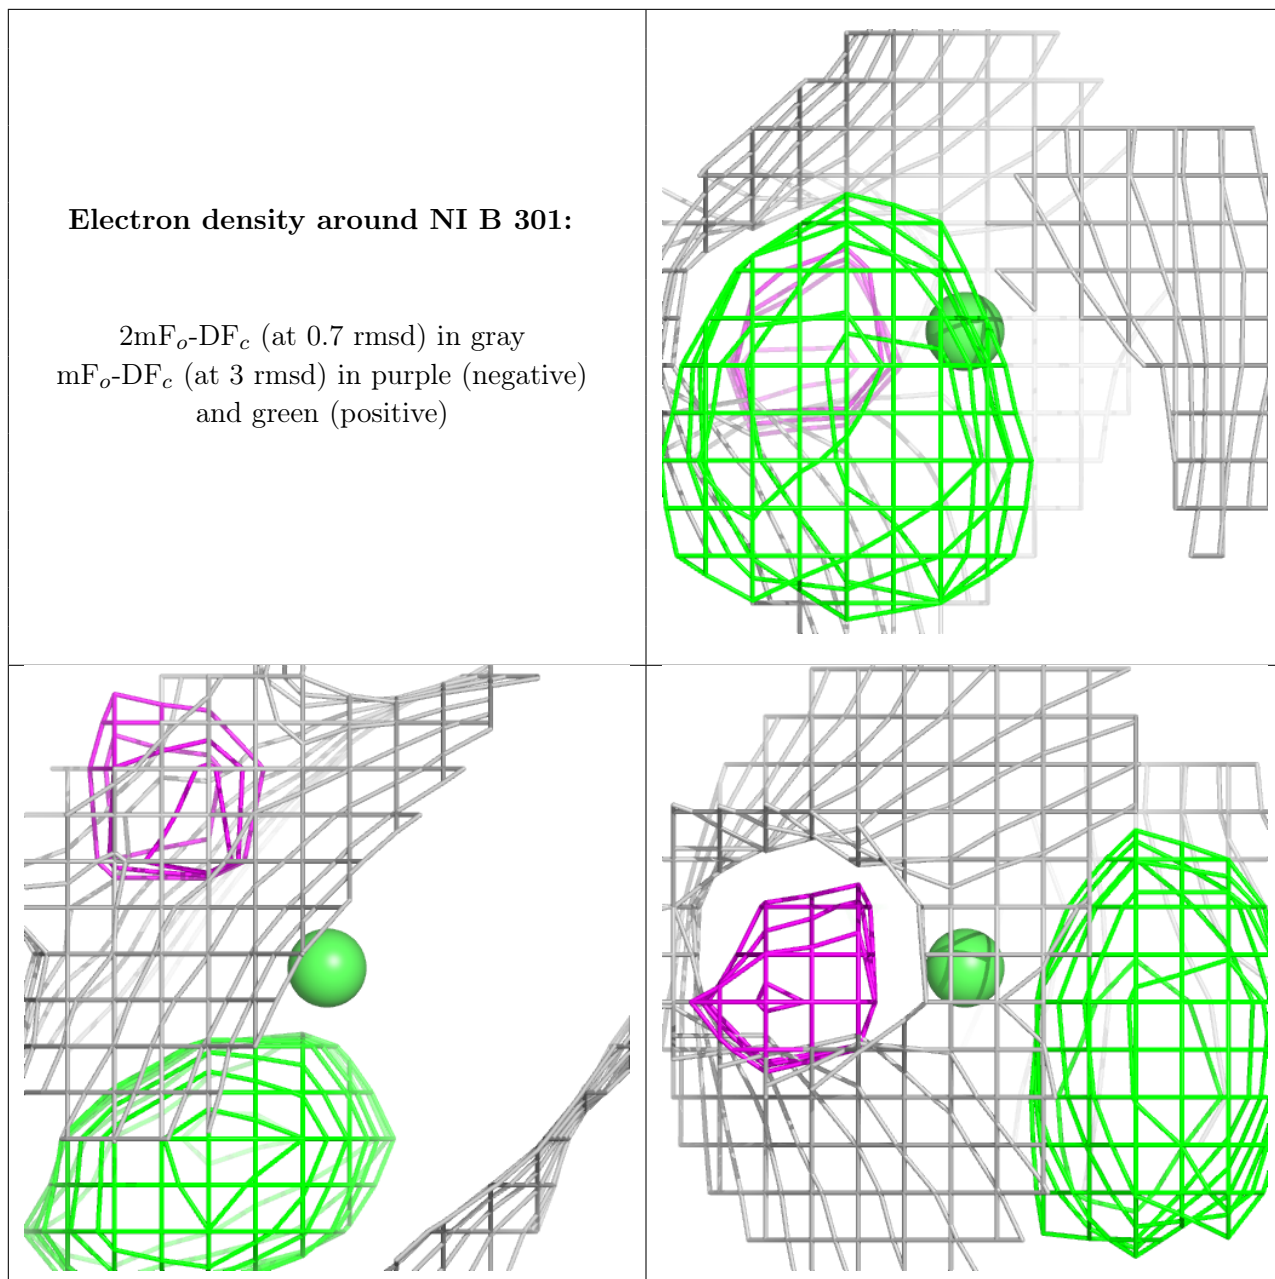 Electron density around NI B 301:
2mFₒ-DF𝒸 (at 0.7 rmsd) in gray
mFₒ-DF𝒸 (at 3 rmsd) in purple (negative)
and green (positive)